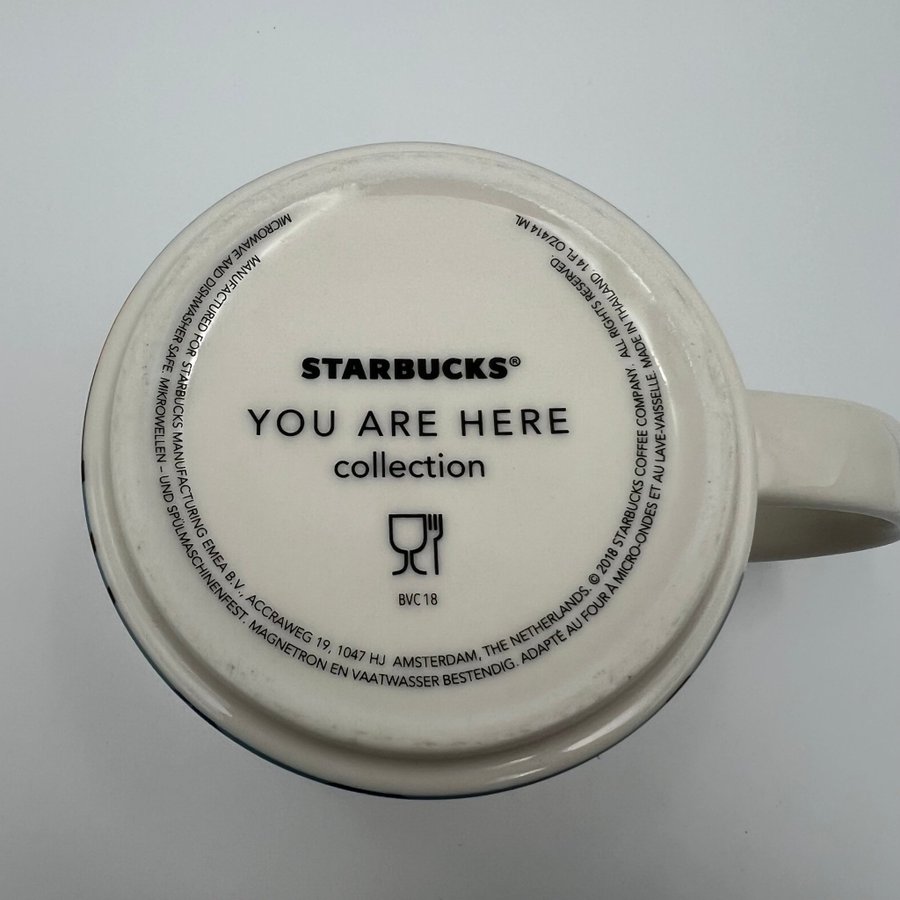 STARBUCKS®
YOU ARE HERE
collection
BVC 18
MANUFACTURED FOR STARBUCKS MANUFACTURING EMEA B.V., ACCRAWEG 19, 1047 HJ AMSTERDAM, THE NETHERLANDS. © 2018 STARBUCKS COFFEE COMPANY. ALL RIGHTS RESERVED.
MICROWAVE AND DISHWASHER SAFE. MIKROWELLEN – UND SPÜLMASCHINENFEST. MAGNETRON EN VAATWASSER BESTENDIG. ADAPTÉ AU FOUR À MICRO-ONDES ET AU LAVE-VAISSELLE. MADE IN THAILAND. 14 FL OZ/414 ML